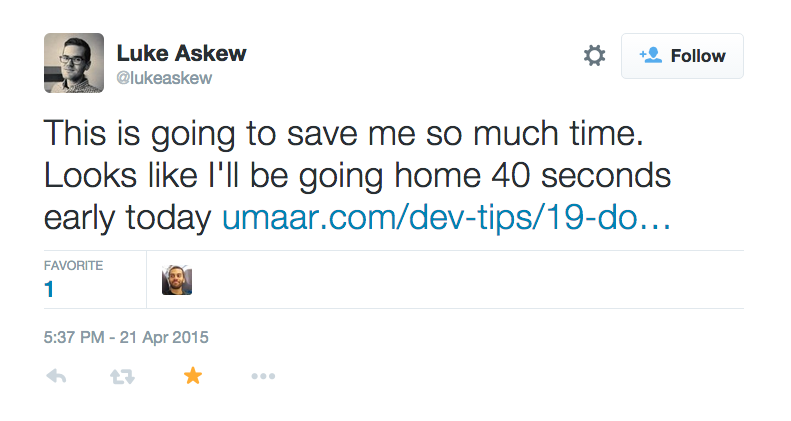 Luke Askew
@lukeaskew
Follow
This is going to save me so much time.
Looks like I'll be going home 40 seconds
early today umaar.com/dev-tips/19-do…
FAVORITE
1
5:37 PM - 21 Apr 2015